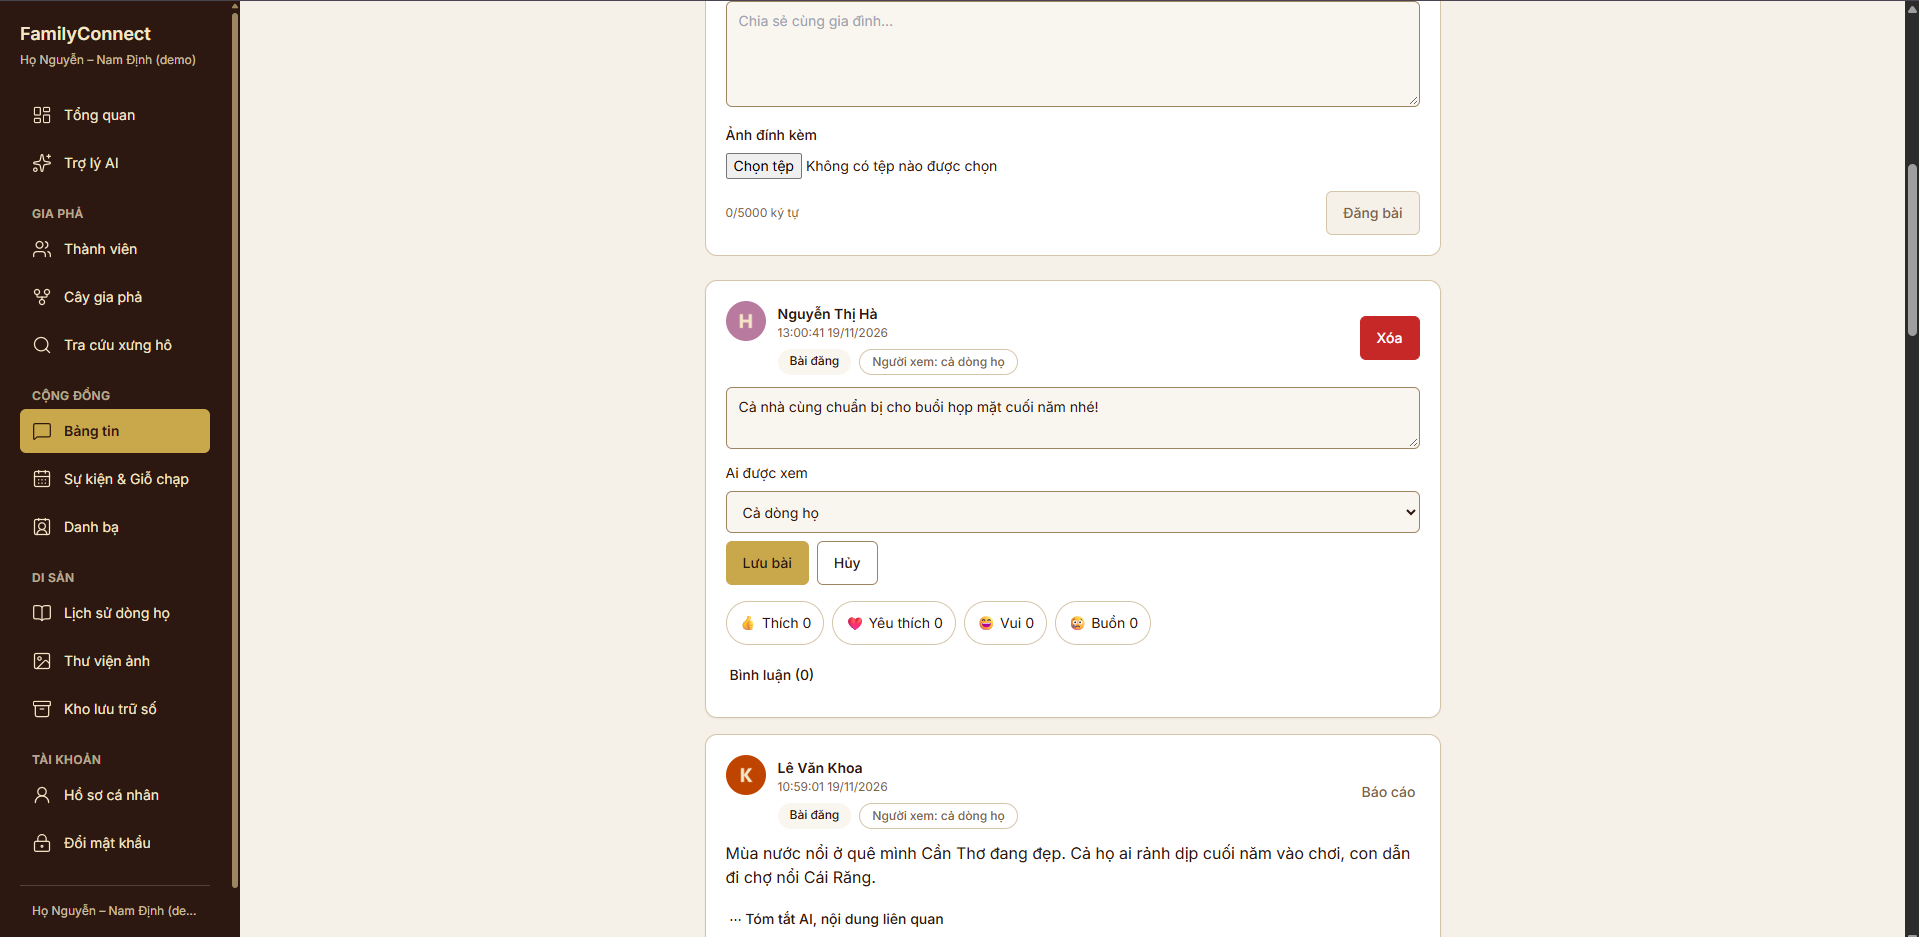 FamilyConnect
Họ Nguyễn – Nam Định (demo)
Tổng quan
Trợ lý AI
GIA PHẢ
Thành viên
Cây gia phả
Tra cứu xưng hô
CỘNG ĐỒNG
Bảng tin
Sự kiện & Giỗ chạp
Danh bạ
DI SẢN
Lịch sử dòng họ
Thư viện ảnh
Kho lưu trữ số
TÀI KHOẢN
Hồ sơ cá nhân
Đổi mật khẩu
Họ Nguyễn – Nam Định (de...
Chia sẻ cùng gia đình...
Ảnh đính kèm
Chọn tệp Không có tệp nào được chọn
0/5000 ký tự
Đăng bài
H
Nguyễn Thị Hà
13:00:41 19/11/2026
Bài đăng
Người xem: cả dòng họ
Xóa
Cả nhà cùng chuẩn bị cho buổi họp mặt cuối năm nhé!
Ai được xem
Cả dòng họ
Lưu bài
Hủy
👍 Thích 0
❤️ Yêu thích 0
😄 Vui 0
😢 Buồn 0
Bình luận (0)
K
Lê Văn Khoa
10:59:01 19/11/2026
Bài đăng
Người xem: cả dòng họ
Báo cáo
Mùa nước nổi ở quê mình Cần Thơ đang đẹp. Cả họ ai rảnh dịp cuối năm vào chơi, con dẫn
đi chợ nổi Cái Răng.
··· Tóm tắt AI, nội dung liên quan